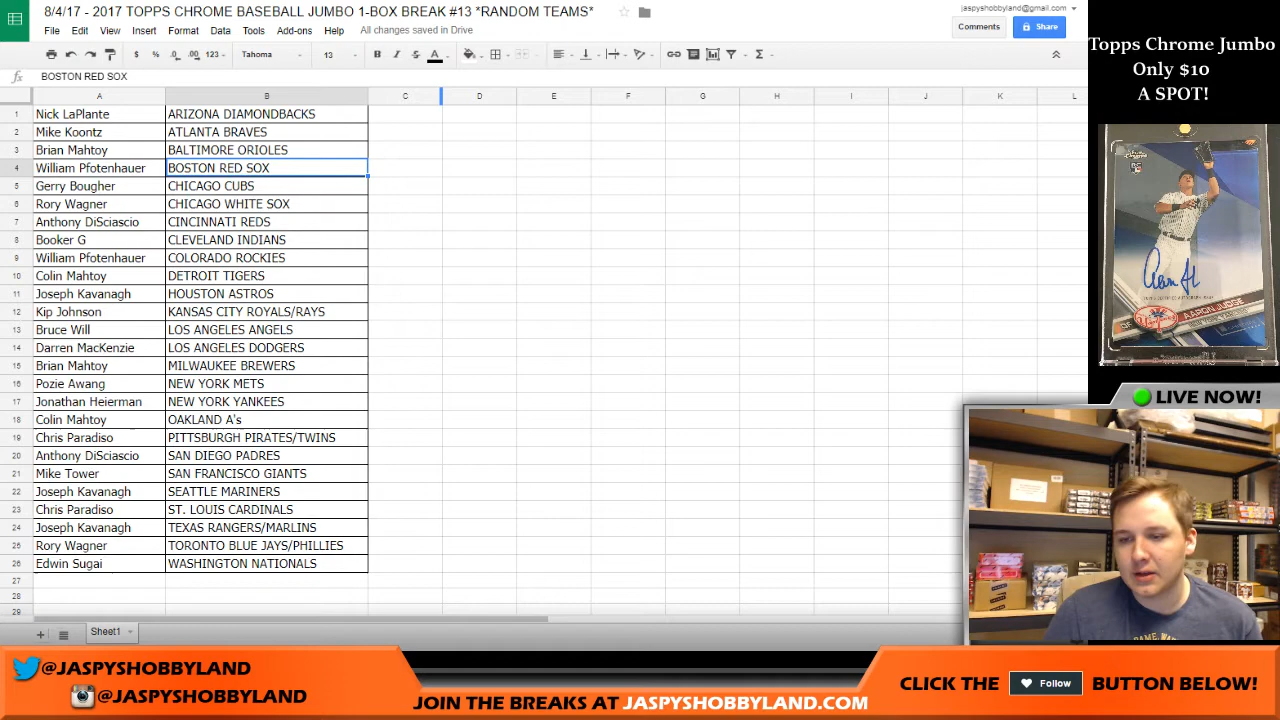 8/4/17 - 2017 TOPPS CHROME BASEBALL JUMBO 1-BOX BREAK #13 *RANDOM TEAMS*
jaspyshobbyland@gmail.com
File Edit View Insert Format Data Tools Add-ons Help All changes saved in Drive
Comments Share
$ % .0 .00 123 Tahoma 13 B I A
fx BOSTON RED SOX
A B C D E F G H I J K L
1 Nick LaPlante ARIZONA DIAMONDBACKS
2 Mike Koontz ATLANTA BRAVES
3 Brian Mahtoy BALTIMORE ORIOLES
4 William Pfotenhauer BOSTON RED SOX
5 Gerry Bougher CHICAGO CUBS
6 Rory Wagner CHICAGO WHITE SOX
7 Anthony DiSciascio CINCINNATI REDS
8 Booker G CLEVELAND INDIANS
9 William Pfotenhauer COLORADO ROCKIES
10 Colin Mahtoy DETROIT TIGERS
11 Joseph Kavanagh HOUSTON ASTROS
12 Kip Johnson KANSAS CITY ROYALS/RAYS
13 Bruce Will LOS ANGELES ANGELS
14 Darren MacKenzie LOS ANGELES DODGERS
15 Brian Mahtoy MILWAUKEE BREWERS
16 Pozie Awang NEW YORK METS
17 Jonathan Heierman NEW YORK YANKEES
18 Colin Mahtoy OAKLAND A's
19 Chris Paradiso PITTSBURGH PIRATES/TWINS
20 Anthony DiSciascio SAN DIEGO PADRES
21 Mike Tower SAN FRANCISCO GIANTS
22 Joseph Kavanagh SEATTLE MARINERS
23 Chris Paradiso ST. LOUIS CARDINALS
24 Joseph Kavanagh TEXAS RANGERS/MARLINS
25 Rory Wagner TORONTO BLUE JAYS/PHILLIES
26 Edwin Sugai WASHINGTON NATIONALS
27
28
29
Sheet1
Topps Chrome Jumbo
Only $10
A SPOT!
RC
AARON JUDGE
LIVE NOW!
@JASPYSHOBBYLAND
@JASPYSHOBBYLAND
JOIN THE BREAKS AT JASPYSHOBBYLAND.COM
CLICK THE Follow BUTTON BELOW!